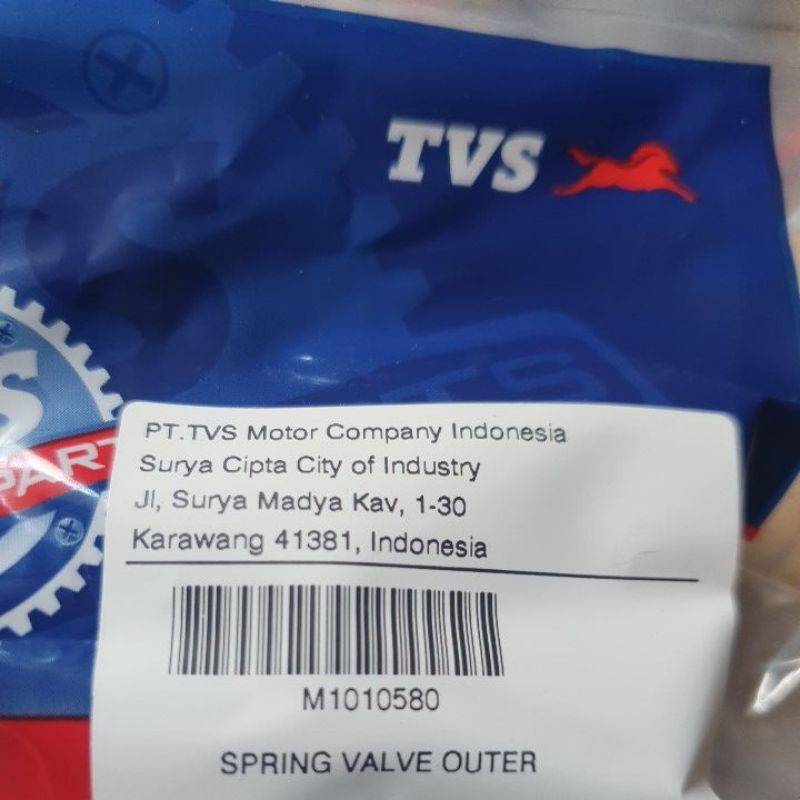 TVS
S
PART
PT.TVS Motor Company Indonesia
Surya Cipta City of Industry
Jl, Surya Madya Kav, 1-30
Karawang 41381, Indonesia
M1010580
SPRING VALVE OUTER